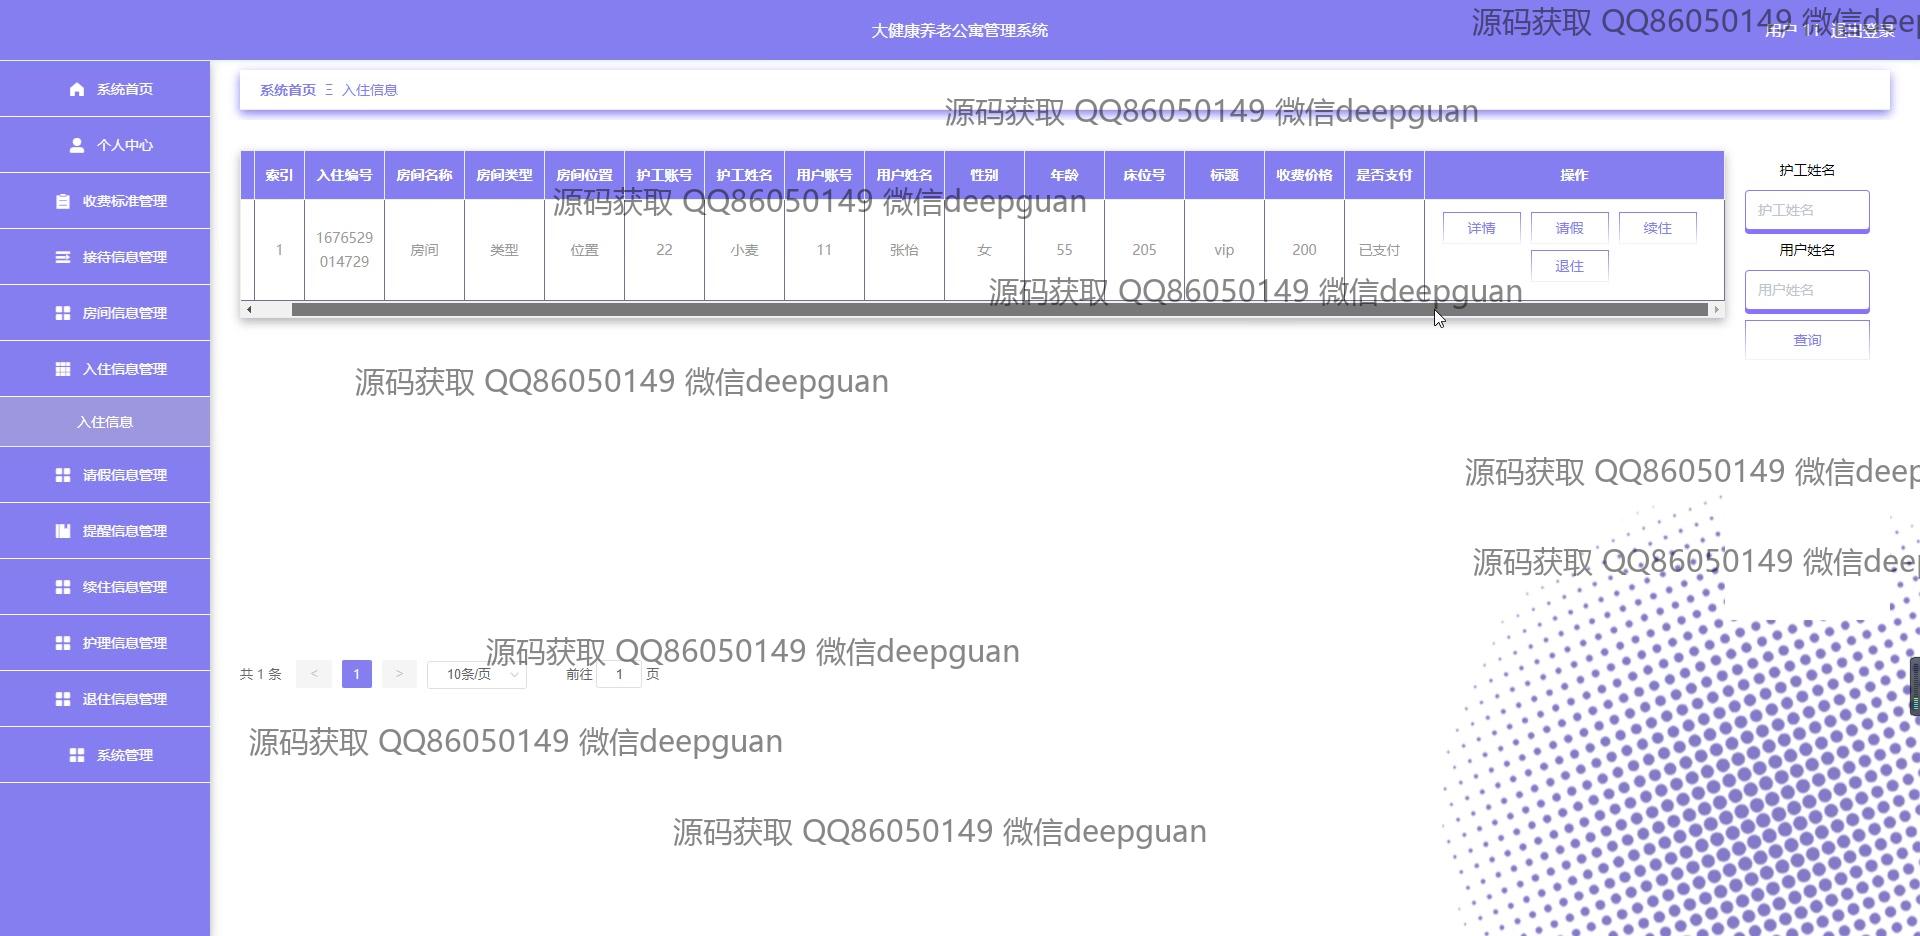 大健康养老公寓管理系统
源码获取 QQ86050149 微信deep
用户 11 退出登录
系统首页
个人中心
收费标准管理
接待信息管理
房间信息管理
入住信息管理
入住信息
请假信息管理
提醒信息管理
续住信息管理
护理信息管理
退住信息管理
系统管理
系统首页 Ξ 入住信息
源码获取 QQ86050149 微信deepguan
索引 入住编号 房间名称 房间类型 房间位置 护工账号 护工姓名 用户账号 用户姓名 性别 年龄 床位号 标题 收费价格 是否支付 操作
源码获取 QQ86050149 微信deepguan
1 1676529014729 房间 类型 位置 22 小麦 11 张怡 女 55 205 vip 200 已支付 详情 请假 续住
退住
源码获取 QQ86050149 微信deepguan
护工姓名
护工姓名
用户姓名
用户姓名
查询
源码获取 QQ86050149 微信deepguan
源码获取 QQ86050149 微信deep
源码获取 QQ86050149 微信deep
源码获取 QQ86050149 微信deepguan
共 1 条 < 1 > 10条/页 前往 1 页
源码获取 QQ86050149 微信deepguan
源码获取 QQ86050149 微信deepguan